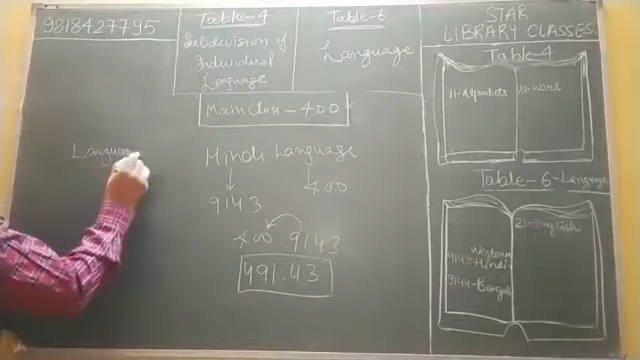 9818427795
Table-4
Subdivision of
Individual
Language
Table-6
Language
STAR
LIBRARY CLASSES
Main Class - 400
Languag
Hindi Language
9143
400
400. 9143
491.43
Table-4
11-Alphabets
81-Word
Table-6-Language
Western
9143-Hindi
9144-Bengali
21-English